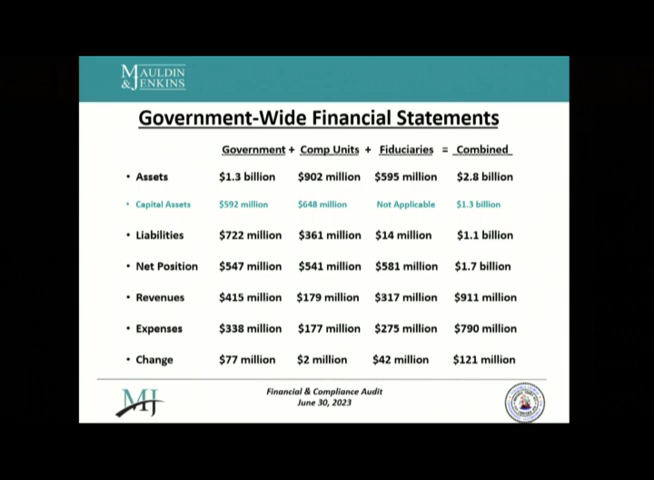 MAULDIN
& JENKINS
Government-Wide Financial Statements
Government + Comp Units + Fiduciaries = Combined
• Assets $1.3 billion $902 million $595 million $2.8 billion
• Capital Assets $592 million $648 million Not Applicable $1.3 billion
• Liabilities $722 million $361 million $14 million $1.1 billion
• Net Position $547 million $541 million $581 million $1.7 billion
• Revenues $415 million $179 million $317 million $911 million
• Expenses $338 million $177 million $275 million $790 million
• Change $77 million $2 million $42 million $121 million
MJ
Financial & Compliance Audit
June 30, 2023